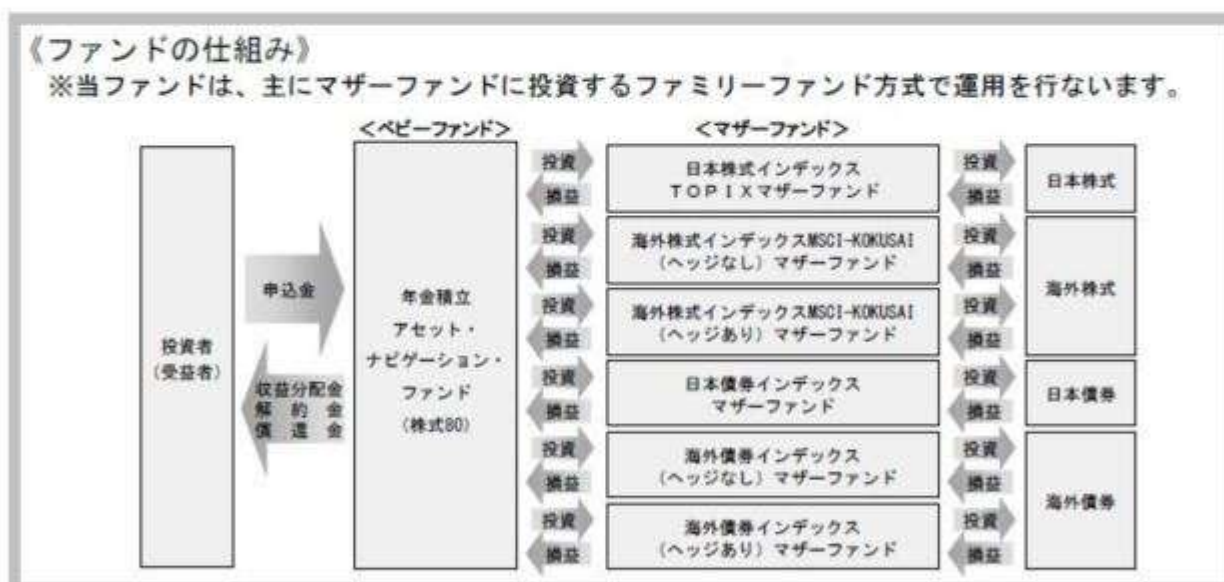 《ファンドの仕組み》
※当ファンドは、主にマザーファンドに投資するファミリーファンド方式で運用を行ないます。
<ベビーファンド>
<マザーファンド>
投資者
(受益者)
申込金
収益分配金
解約金
償還金
年金積立
アセット・
ナビゲーション・
ファンド
(株式80)
投資
損益
日本株式インデックス
TOPIXマザーファンド
投資
損益
日本株式
投資
損益
海外株式インデックスMSCI-KOKUSAI
(ヘッジなし)マザーファンド
投資
損益
海外株式
投資
損益
海外株式インデックスMSCI-KOKUSAI
(ヘッジあり)マザーファンド
投資
損益
投資
損益
日本債券インデックス
マザーファンド
投資
損益
日本債券
投資
損益
海外債券インデックス
(ヘッジなし)マザーファンド
投資
損益
海外債券
投資
損益
海外債券インデックス
(ヘッジあり)マザーファンド
投資
損益